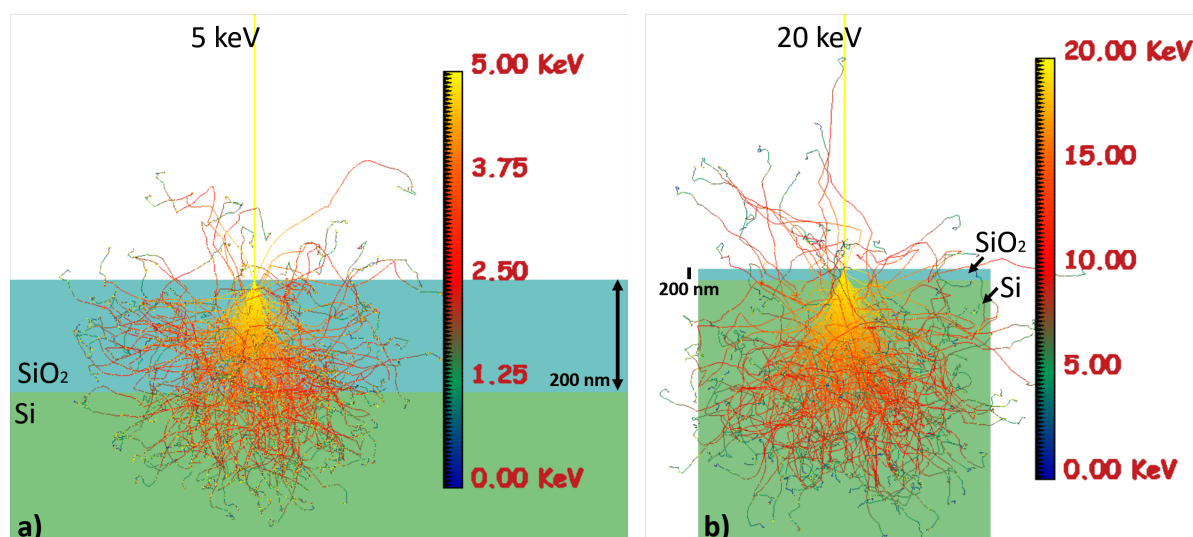 5 keV
5.00 KeV
3.75
2.50
1.25
0.00 KeV
200 nm
SiO₂
Si
a)
20 keV
20.00 KeV
15.00
10.00
5.00
0.00 KeV
SiO₂
Si
200 nm
b)